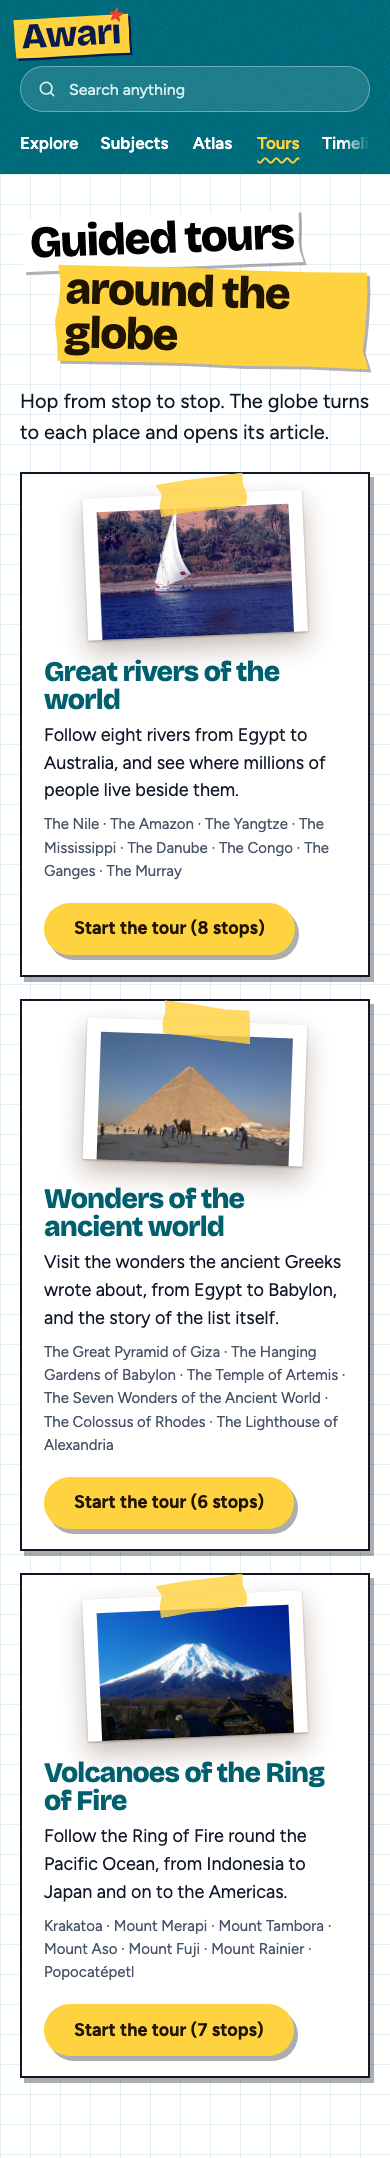 Awari
Search anything
Explore Subjects Atlas Tours
Guided tours
around the
globe
Hop from stop to stop. The globe turns
to each place and opens its article.
Great rivers of the
world
Follow eight rivers from Egypt to
Australia, and see where millions of
people live beside them.
The Nile · The Amazon · The Yangtze · The
Mississippi · The Danube · The Congo · The
Ganges · The Murray
Start the tour (8 stops)
Wonders of the
ancient world
Visit the wonders the ancient Greeks
wrote about, from Egypt to Babylon,
and the story of the list itself.
The Great Pyramid of Giza · The Hanging
Gardens of Babylon · The Temple of Artemis ·
The Seven Wonders of the Ancient World ·
The Colossus of Rhodes · The Lighthouse of
Alexandria
Start the tour (6 stops)
Volcanoes of the Ring
of Fire
Follow the Ring of Fire round the
Pacific Ocean, from Indonesia to
Japan and on to the Americas.
Krakatoa · Mount Merapi · Mount Tambora ·
Mount Aso · Mount Fuji · Mount Rainier ·
Popocatépetl
Start the tour (7 stops)